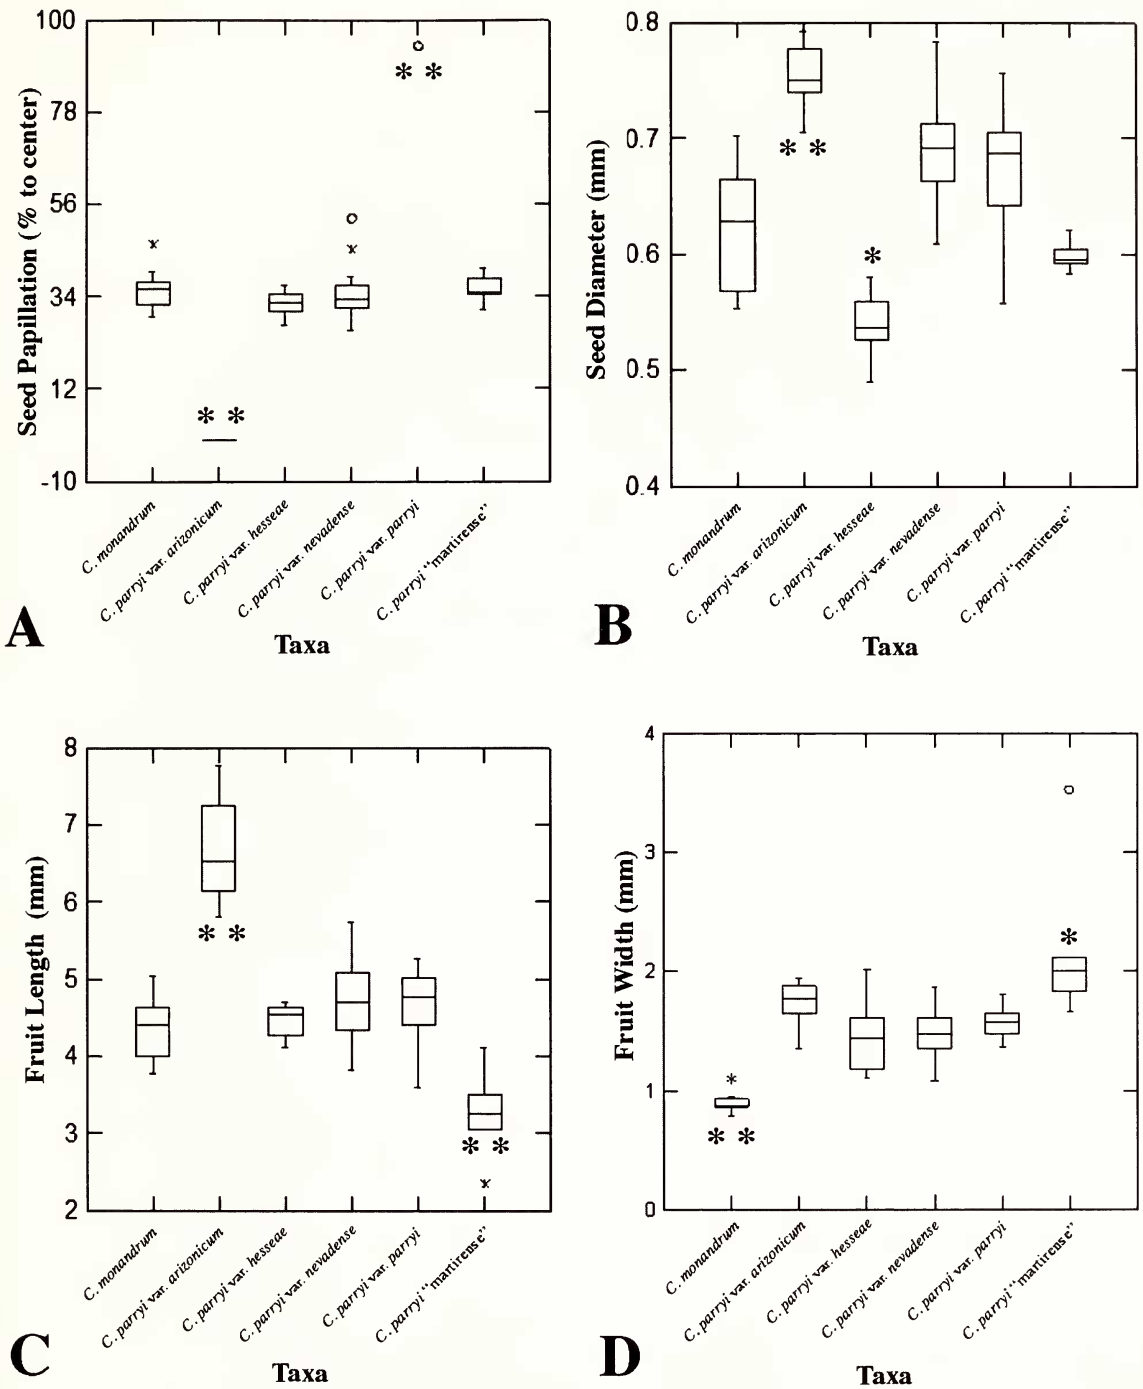 100
78
56
34
12
-10
Seed Papillation (% to center)
* *
* *
C. monandrum
C. parryi var. arizonicum
C. parryi var. hesseae
C. parryi var. nevadense
C. parryi var. parryi
C. parryi "martirense"
A
Taxa
0.8
0.7
0.6
0.5
0.4
Seed Diameter (mm)
* *
*
C. monandrum
C. parryi var. arizonicum
C. parryi var. hesseae
C. parryi var. nevadense
C. parryi var. parryi
C. parryi "martirense"
B
Taxa
8
7
6
5
4
3
2
Fruit Length (mm)
* *
* *
C. monandrum
C. parryi var. arizonicum
C. parryi var. hesseae
C. parryi var. nevadense
C. parryi var. parryi
C. parryi "martirense"
C
Taxa
4
3
2
1
0
Fruit Width (mm)
*
* *
C. monandrum
C. parryi var. arizonicum
C. parryi var. hesseae
C. parryi var. nevadense
C. parryi var. parryi
C. parryi "martirense"
D
Taxa